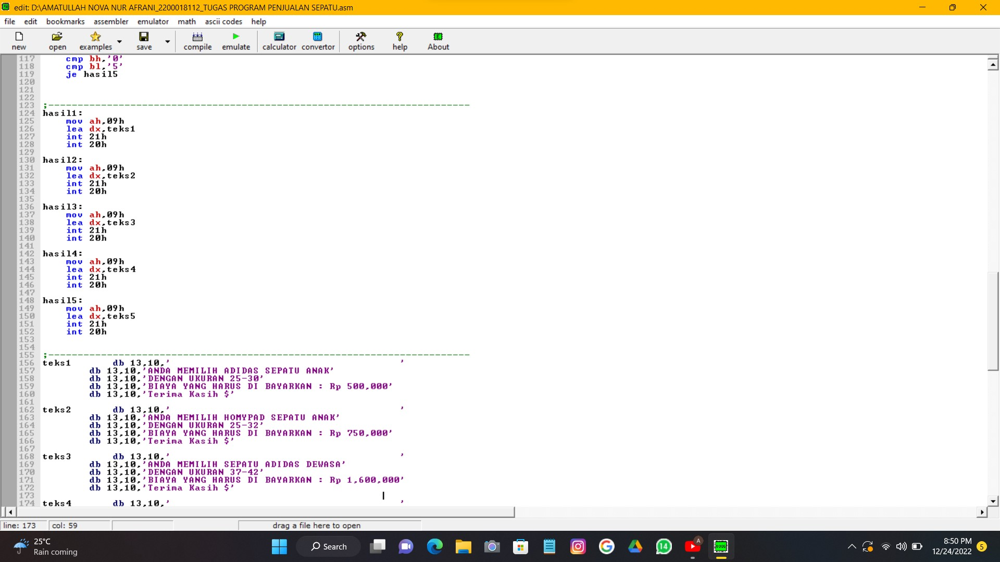 edit: D:\AMATULLAH NOVA NUR AFRANI_2200018112_TUGAS PROGRAM PENJUALAN SEPATU.asm
file edit bookmarks assembler emulator math ascii codes help
new open examples save compile emulate calculator convertor options help About
117 cmp bh,'0'
118 cmp bl,'5'
119 je hasil5
120
121
122
123 ;------------------------------------------------------------------------
124 hasil1:
125 mov ah,09h
126 lea dx,teks1
127 int 21h
128 int 20h
129
130 hasil2:
131 mov ah,09h
132 lea dx,teks2
133 int 21h
134 int 20h
135
136 hasil3:
137 mov ah,09h
138 lea dx,teks3
139 int 21h
140 int 20h
141
142 hasil4:
143 mov ah,09h
144 lea dx,teks4
145 int 21h
146 int 20h
147
148 hasil5:
149 mov ah,09h
150 lea dx,teks5
151 int 21h
152 int 20h
153
154
155 ;------------------------------------------------------------------------
156 teks1 db 13,10,' '
157 db 13,10,'ANDA MEMILIH ADIDAS SEPATU ANAK'
158 db 13,10,'DENGAN UKURAN 25-30'
159 db 13,10,'BIAYA YANG HARUS DI BAYARKAN : Rp 500,000'
160 db 13,10,'Terima Kasih $'
161
162 teks2 db 13,10,' '
163 db 13,10,'ANDA MEMILIH HOMYPAD SEPATU ANAK'
164 db 13,10,'DENGAN UKURAN 25-32'
165 db 13,10,'BIAYA YANG HARUS DI BAYARKAN : Rp 750,000'
166 db 13,10,'Terima Kasih $'
167
168 teks3 db 13,10,' '
169 db 13,10,'ANDA MEMILIH SEPATU ADIDAS DEWASA'
170 db 13,10,'DENGAN UKURAN 37-42'
171 db 13,10,'BIAYA YANG HARUS DI BAYARKAN : Rp 1,600,000'
172 db 13,10,'Terima Kasih $'
173
174 teks4 db 13,10,' '
line: 173 col: 59 drag a file here to open
25°C
Rain coming
Search
14
A
8086
8:50 PM
12/24/2022
5